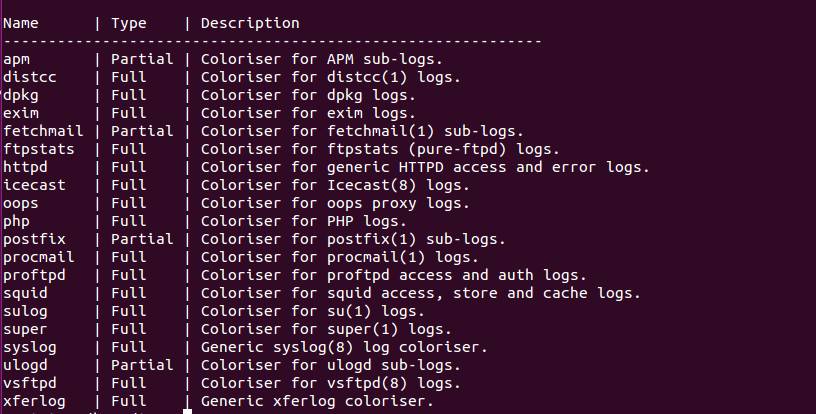 Name      | Type    | Description
------------------------------------------------------------
apm       | Partial | Coloriser for APM sub-logs.
distcc    | Full    | Coloriser for distcc(1) logs.
dpkg      | Full    | Coloriser for dpkg logs.
exim      | Full    | Coloriser for exim logs.
fetchmail | Partial | Coloriser for fetchmail(1) sub-logs.
ftpstats  | Full    | Coloriser for ftpstats (pure-ftpd) logs.
httpd     | Full    | Coloriser for generic HTTPD access and error logs.
icecast   | Full    | Coloriser for Icecast(8) logs.
oops      | Full    | Coloriser for oops proxy logs.
php       | Full    | Coloriser for PHP logs.
postfix   | Partial | Coloriser for postfix(1) sub-logs.
procmail  | Full    | Coloriser for procmail(1) logs.
proftpd   | Full    | Coloriser for proftpd access and auth logs.
squid     | Full    | Coloriser for squid access, store and cache logs.
sulog     | Full    | Coloriser for su(1) logs.
super     | Full    | Coloriser for super(1) logs.
syslog    | Full    | Generic syslog(8) log coloriser.
ulogd     | Partial | Coloriser for ulogd sub-logs.
vsftpd    | Full    | Coloriser for vsftpd(8) logs.
xferlog   | Full    | Generic xferlog coloriser.